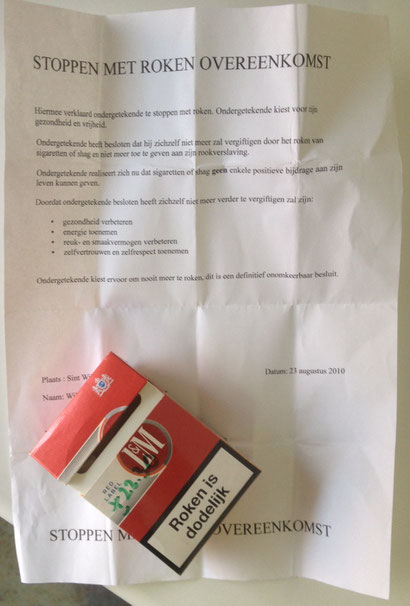 STOPPEN MET ROKEN OVEREENKOMST
Hiermee verklaard ondergetekende te stoppen met roken. Ondergetekende kiest voor zijn
gezondheid en vrijheid.
Ondergetekende heeft besloten dat hij zichzelf niet meer zal vergiftigen door het roken van
sigaretten of shag en niet meer toe te geven aan zijn rookverslaving.
Ondergetekende realiseert zich nu dat sigaretten of shag geen enkele positieve bijdrage aan zijn
leven kunnen geven.
Doordat ondergetekende besloten heeft zichzelf niet meer verder te vergiftigen zal zijn:
• gezondheid verbeteren
• energie toenemen
• reuk- en smaakvermogen verbeteren
• zelfvertrouwen en zelfrespect toenemen
Ondergetekende kiest ervoor om nooit meer te roken, dit is een definitief onomkeerbaar besluit.
Plaats : Sint
Datum: 23 augustus 2010
Naam:
L&M
RED
LABEL
Roken is
dodelijk
STOPPEN OVEREENKOMST